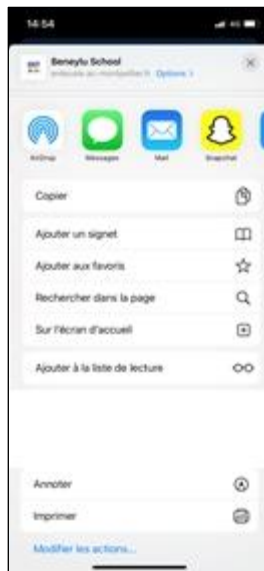 14:54
4G
Beneylu School
Options >
AirDrop
Messages
Mail
Snapchat
Copier
Ajouter un signet
Ajouter aux favoris
Rechercher dans la page
Sur l'écran d'accueil
Ajouter à la liste de lecture
Annoter
Imprimer
Modifier les actions...